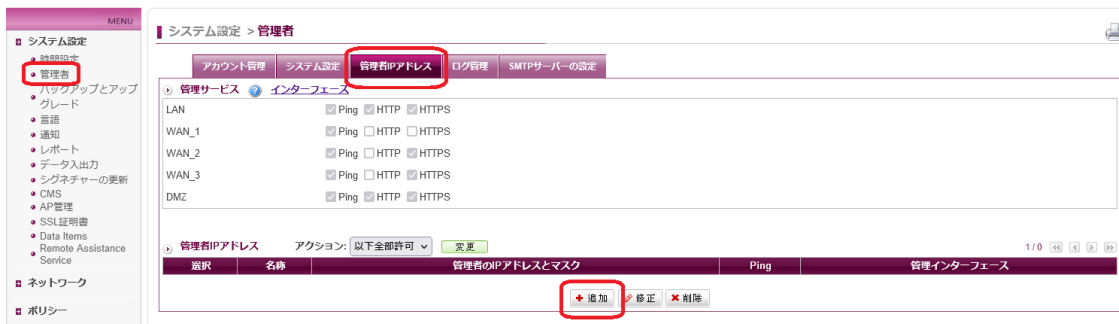 MENU
システム設定
時間設定
管理者
バックアップとアップ
グレード
言語
通知
レポート
データ入出力
シグネチャーの更新
CMS
AP管理
SSL証明書
Data Items
Remote Assistance
Service
ネットワーク
ポリシー
システム設定 > 管理者
アカウント管理 システム設定 管理者IPアドレス ログ管理 SMTPサーバーの設定
管理サービス ? インターフェース
LAN Ping HTTP HTTPS
WAN_1 Ping HTTP HTTPS
WAN_2 Ping HTTP HTTPS
WAN_3 Ping HTTP HTTPS
DMZ Ping HTTP HTTPS
管理者IPアドレス アクション: 以下全部許可 変更 1 / 0
選択 名称 管理者のIPアドレスとマスク Ping 管理インターフェース
追加 修正 削除